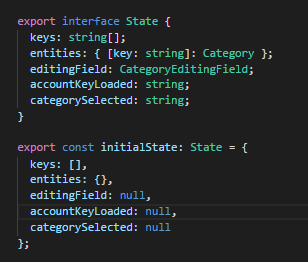 export interface State {
  keys: string[];
  entities: { [key: string]: Category };
  editingField: CategoryEditingField;
  accountKeyLoaded: string;
  categorySelected: string;
}

export const initialState: State = {
  keys: [],
  entities: {},
  editingField: null,
  accountKeyLoaded: null,
  categorySelected: null
};